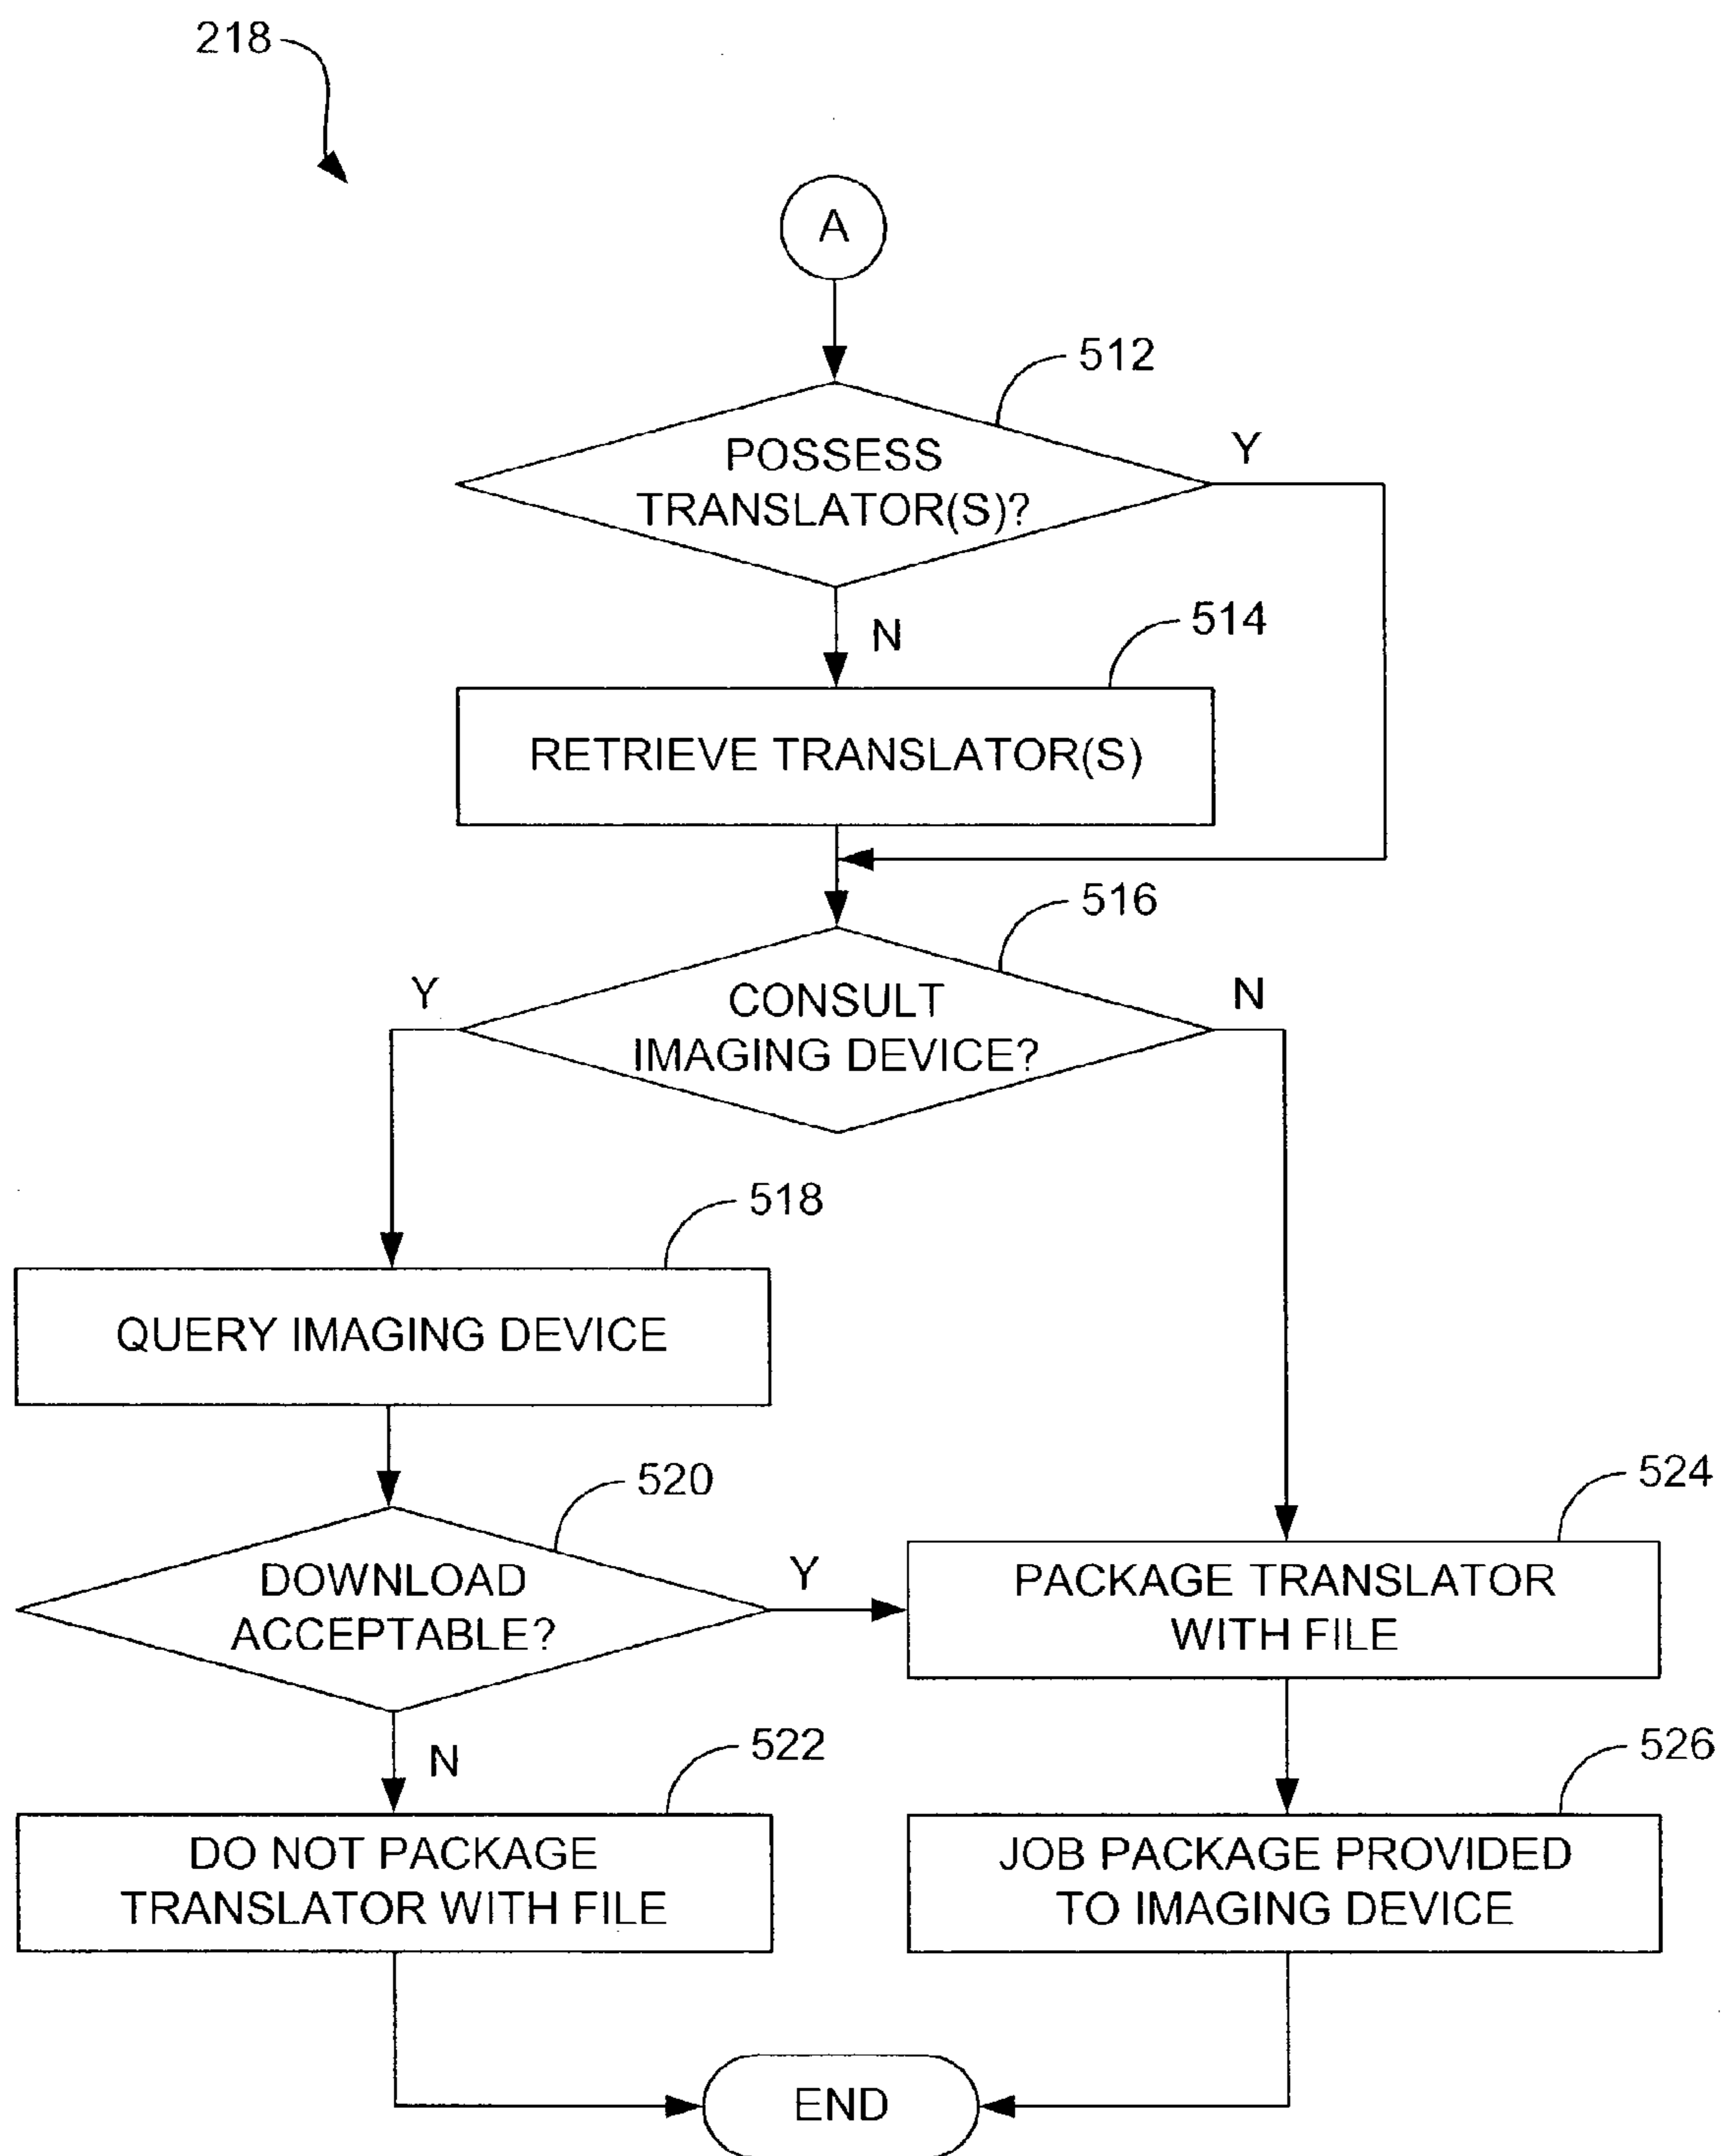 218
A
512
POSSESS
TRANSLATOR(S)?
Y
N
514
RETRIEVE TRANSLATOR(S)
516
Y
CONSULT
IMAGING DEVICE?
N
518
QUERY IMAGING DEVICE
520
DOWNLOAD
ACCEPTABLE?
Y
524
PACKAGE TRANSLATOR
WITH FILE
N
522
DO NOT PACKAGE
TRANSLATOR WITH FILE
526
JOB PACKAGE PROVIDED
TO IMAGING DEVICE
END